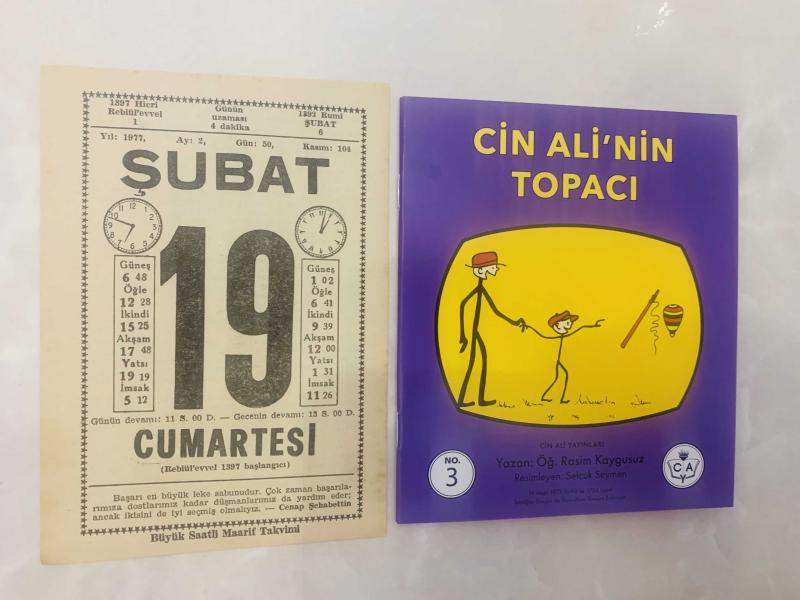 1397 Hicri
Rebiül'evvel
1
Günün
uzaması
4 dakika
1392 Rumi
ŞUBAT
6
Yıl: 1977, Ay: 2, Gün: 50, Kasım: 104
ŞUBAT
19
Güneş
6 48
Öğle
12 28
İkindi
15 25
Akşam
17 48
Yatsı
19 19
İmsak
5 12
Güneş
1 02
Öğle
6 41
İkindi
9 39
Akşam
12 00
Yatsı
1 31
İmsak
11 26
Günün devamı: 11 S. 00 D. — Gecenin devamı: 13 S. 00 D.
CUMARTESİ
(Rebiül'evvel 1397 başlangıcı)
Başarı en büyük leke sabunudur. Çok zaman başarıla-
rımıza dostlarımız kadar düşmanlarımız da yardım eder;
ancak ikisini de iyi seçmiş olmalıyız. — Cenap Şehabettin
Büyük Saatli Maarif Takvimi
CİN ALİ'NİN
TOPACI
CİN ALİ YAYINLARI
Yazan: Öğ. Rasim Kaygusuz
Resimleyen: Selçuk Seymen
NO.
3
C A
Y